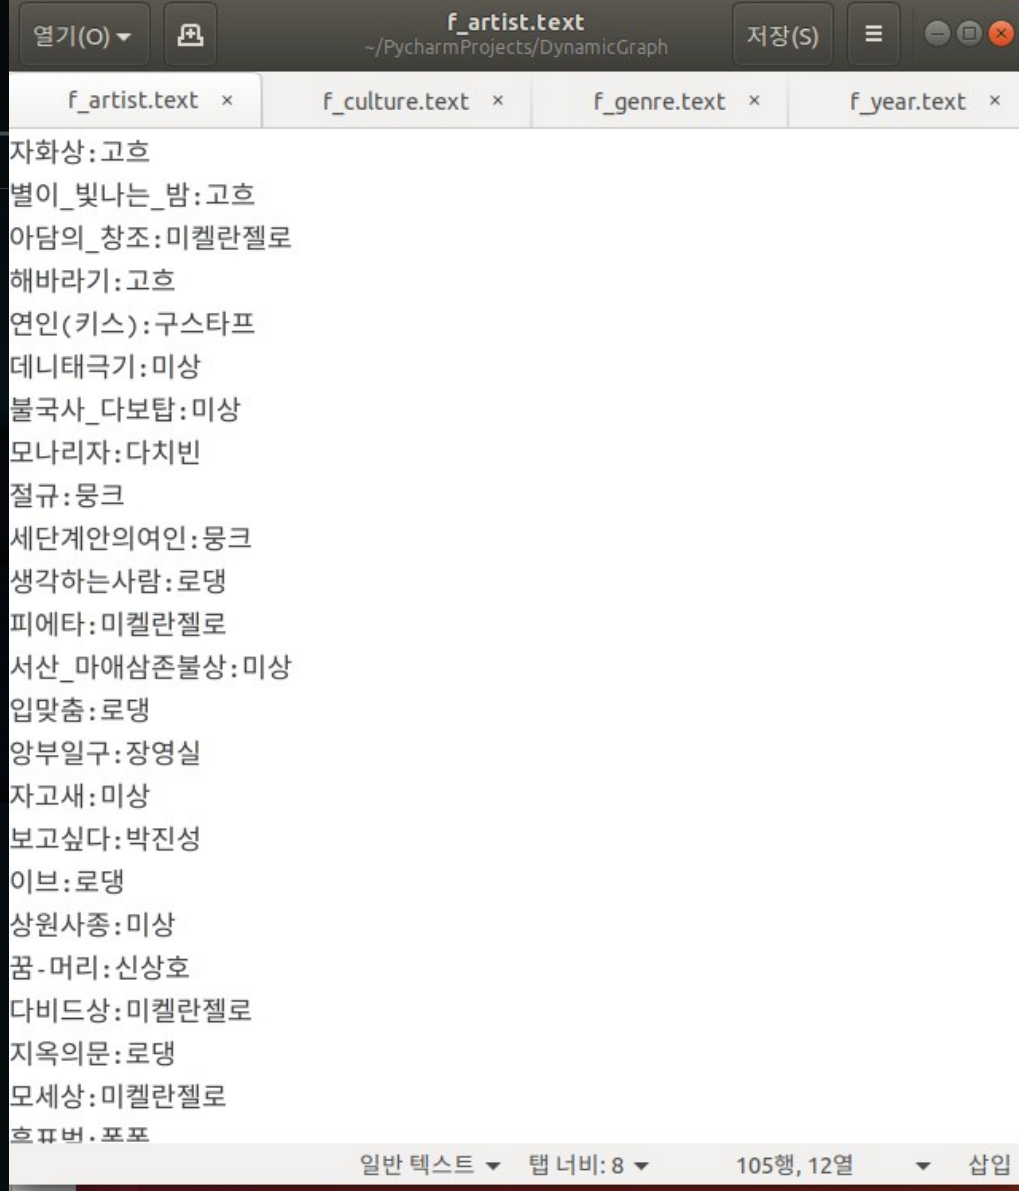 열기(O)
f_artist.text
~/PycharmProjects/DynamicGraph
저장(S)
f_artist.text × f_culture.text × f_genre.text × f_year.text ×
자화상:고흐
별이_빛나는_밤:고흐
아담의_창조:미켈란젤로
해바라기:고흐
연인(키스):구스타프
데니태극기:미상
불국사_다보탑:미상
모나리자:다치빈
절규:뭉크
세단계안의여인:뭉크
생각하는사람:로댕
피에타:미켈란젤로
서산_마애삼존불상:미상
입맞춤:로댕
앙부일구:장영실
자고새:미상
보고싶다:박진성
이브:로댕
상원사종:미상
꿈-머리:신상호
다비드상:미켈란젤로
지옥의문:로댕
모세상:미켈란젤로
일반 텍스트 탭 너비: 8 105행, 12열 삽입